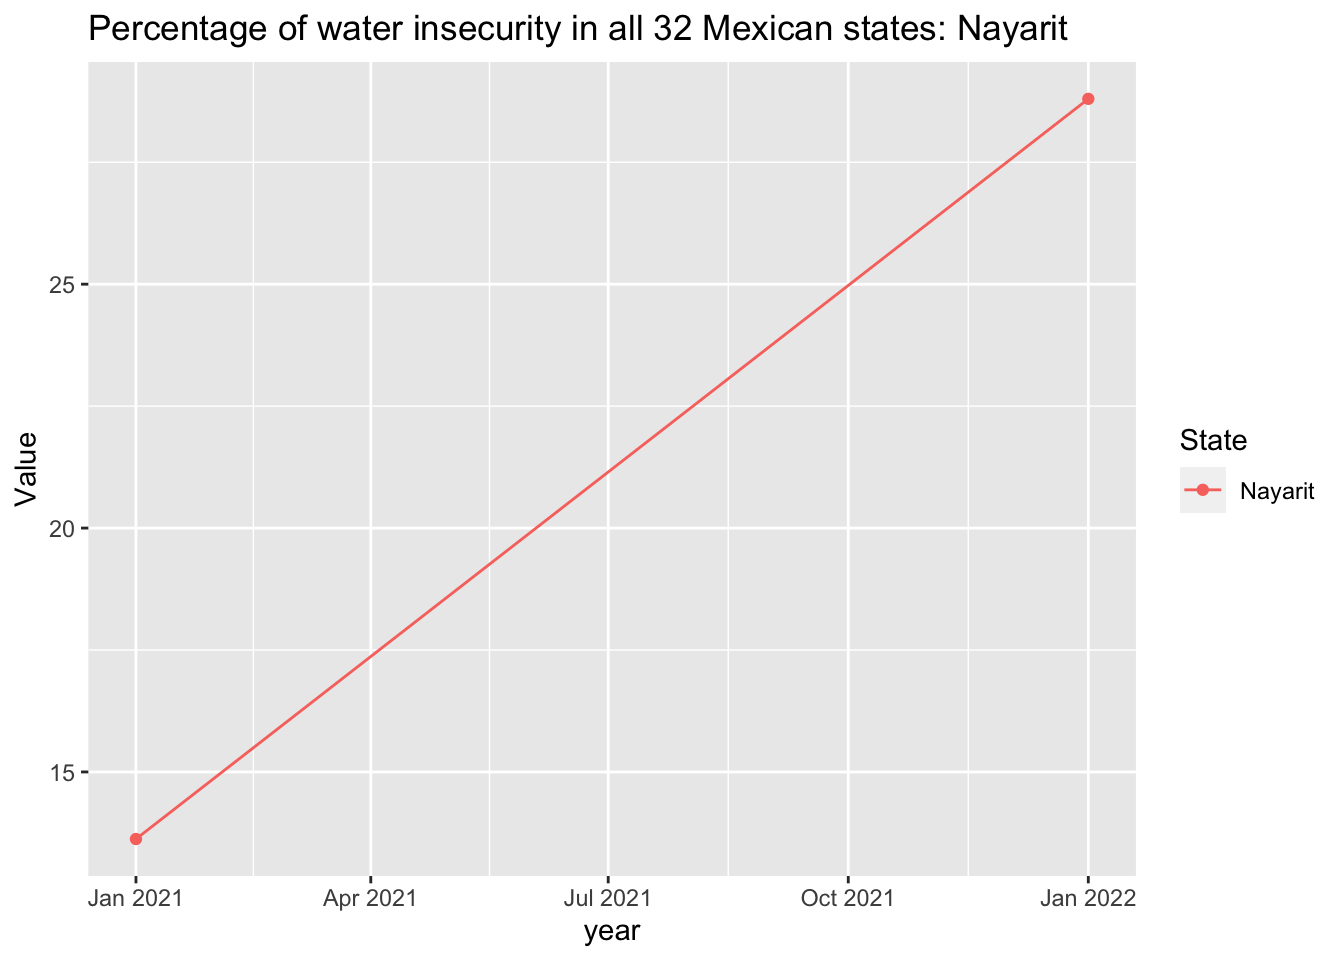 Percentage of water insecurity in all 32 Mexican states: Nayarit
Value
25
20
15
Jan 2021 Apr 2021 Jul 2021 Oct 2021 Jan 2022
year
State
Nayarit